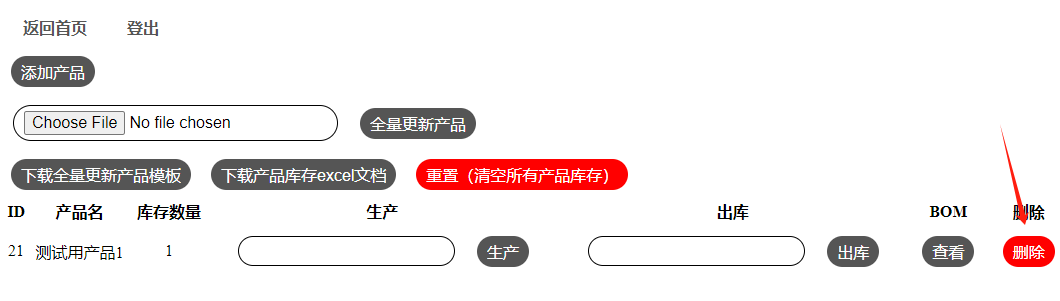 返回首页 登出
添加产品
Choose File No file chosen 全量更新产品
下载全量更新产品模板 下载产品库存excel文档 重置（清空所有产品库存）
ID 产品名 库存数量 生产 出库 BOM 删除
21 测试用产品1 1 生产 出库 查看 删除